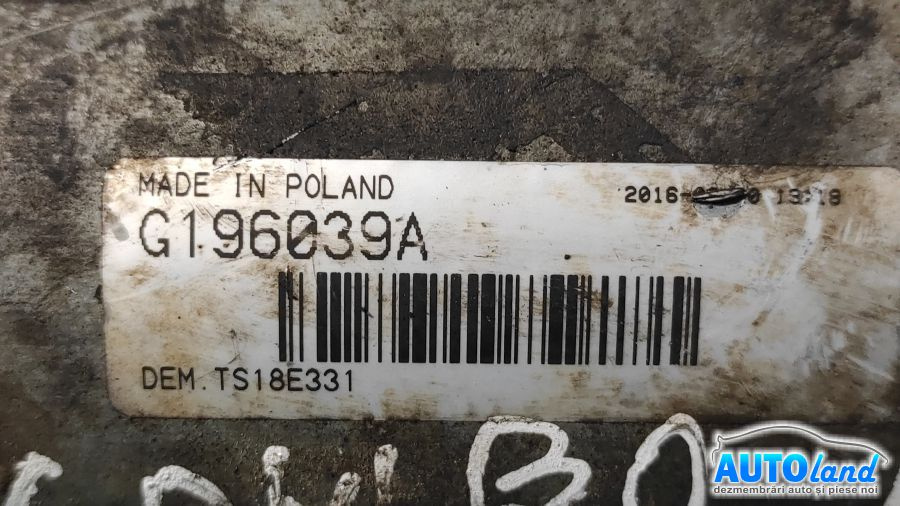 MADE IN POLAND
G196039A
DEM.TS18E331
AUTOland
dezmembrări auto și piese noi